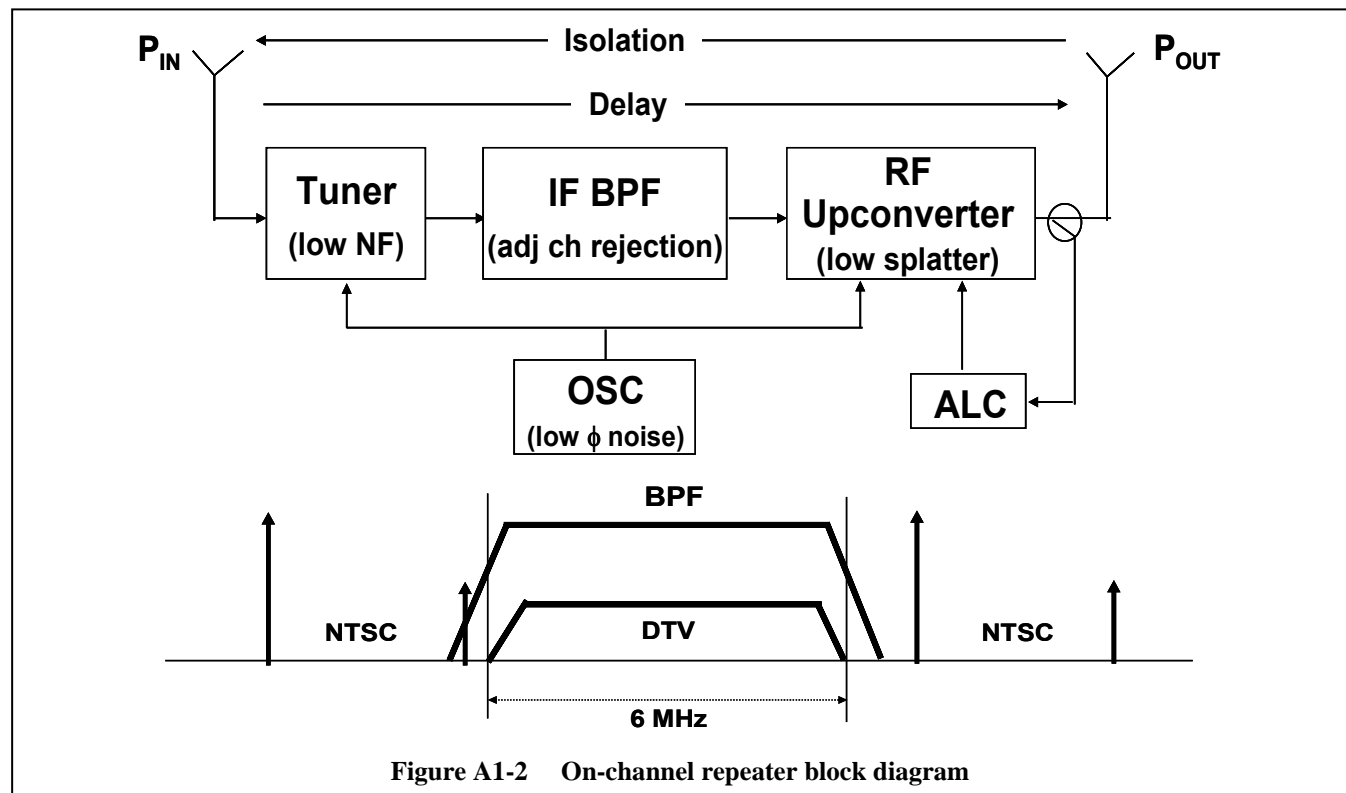 P_IN
Isolation
P_OUT
Delay
Tuner
(low NF)
IF BPF
(adj ch rejection)
RF
Upconverter
(low splatter)
OSC
(low ϕ noise)
ALC
BPF
NTSC
DTV
NTSC
6 MHz
Figure A1-2 On-channel repeater block diagram